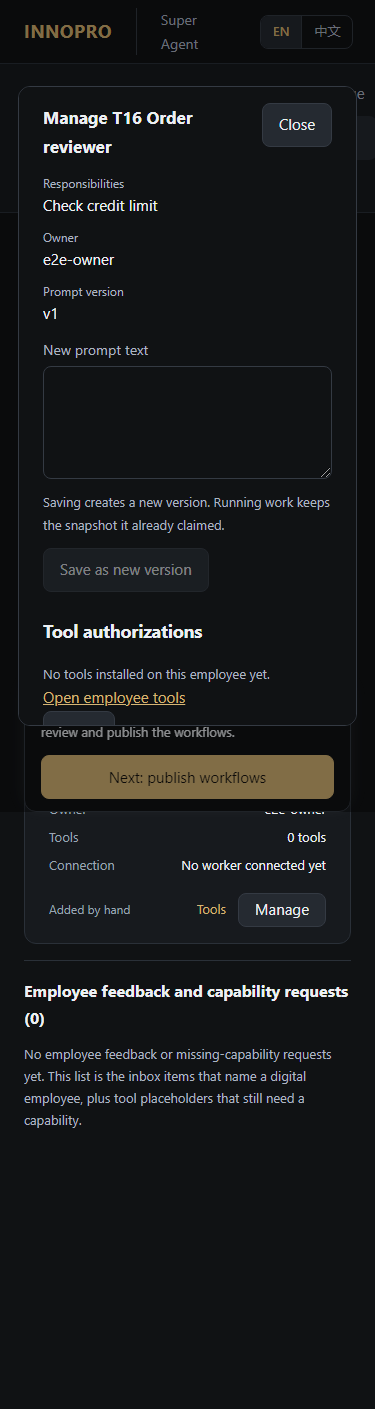 INNOPRO
Super
Agent
EN
中文
Manage T16 Order
reviewer
Close
Responsibilities
Check credit limit
Owner
e2e-owner
Prompt version
v1
New prompt text
Saving creates a new version. Running work keeps
the snapshot it already claimed.
Save as new version
Tool authorizations
No tools installed on this employee yet.
Open employee tools
review and publish the workflows.
Next: publish workflows
Owner e2e-owner
Tools 0 tools
Connection No worker connected yet
Added by hand Tools Manage
Employee feedback and capability requests
(0)
No employee feedback or missing-capability requests
yet. This list is the inbox items that name a digital
employee, plus tool placeholders that still need a
capability.